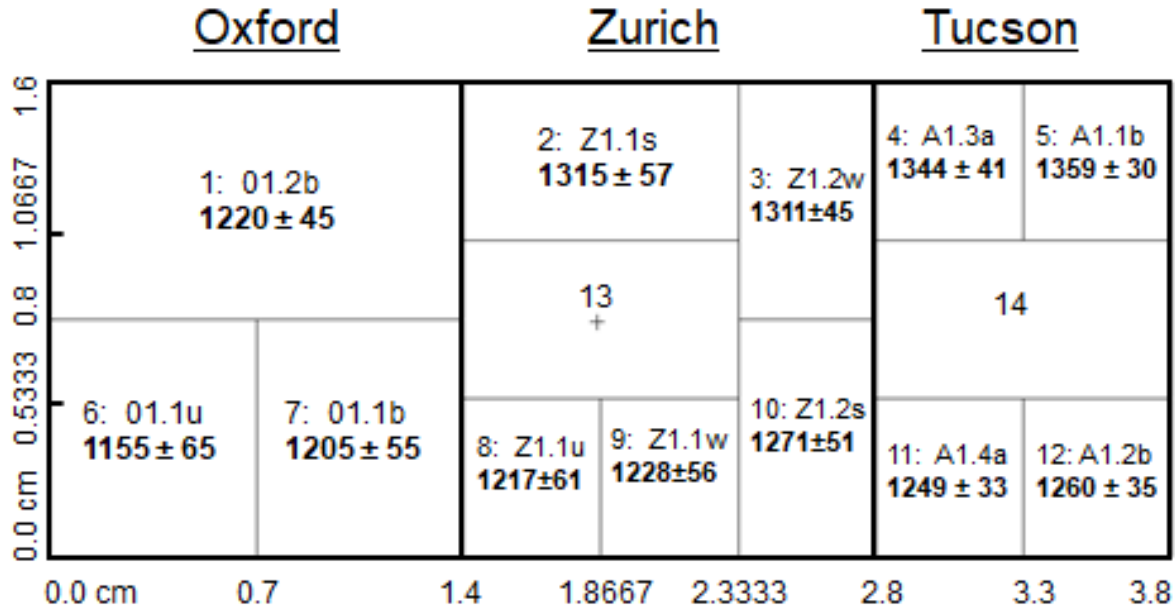 Oxford
Zurich
Tucson
1.6
1.0667
0.8
0.5333
0.0 cm
1: 01.2b
1220 ± 45
2: Z1.1s
1315 ± 57
3: Z1.2w
1311±45
4: A1.3a
1344 ± 41
5: A1.1b
1359 ± 30
13
14
6: 01.1u
1155 ± 65
7: 01.1b
1205 ± 55
8: Z1.1u
1217±61
9: Z1.1w
1228±56
10: Z1.2s
1271±51
11: A1.4a
1249 ± 33
12: A1.2b
1260 ± 35
0.0 cm
0.7
1.4
1.8667
2.3333
2.8
3.3
3.8